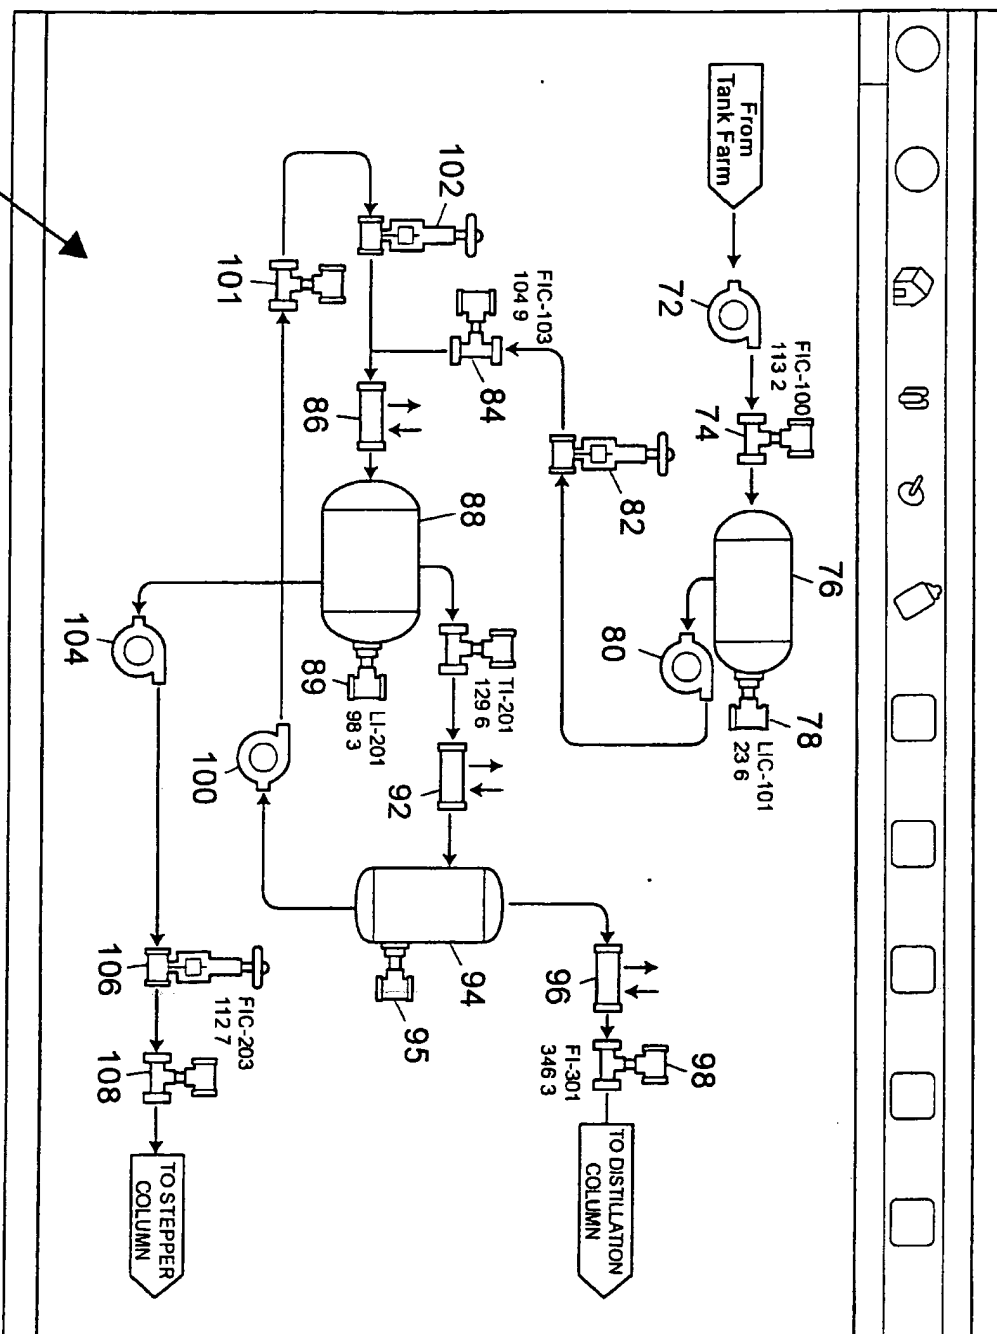 From
Tank Farm
72
FIC-100
113 2
74
76
78
LIC-101
23 6
80
82
FIC-103
104 9
84
102
101
86
88
89
LI-201
98 3
TI-201
129 6
92
94
95
96
98
FI-301
346 3
TO DISTILLATION
COLUMN
100
104
106
FIC-203
112 7
108
TO STEPPER
COLUMN